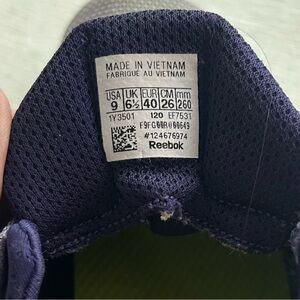 MADE IN VIETNAM
FABRIQUÉ AU VIETNAM
USA UK EUR CM mm
9 6½ 40 26 260
1Y3501 120 EF7531
#124676974
Reebok